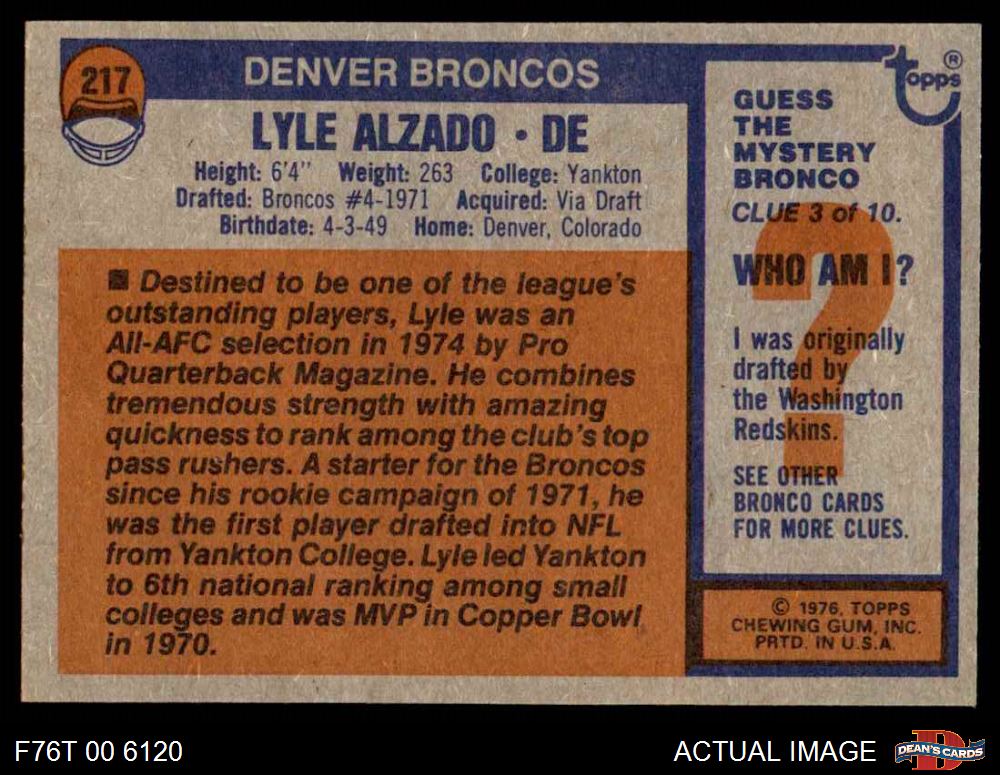 217
DENVER BRONCOS
LYLE ALZADO • DE
Height: 6'4" Weight: 263 College: Yankton
Drafted: Broncos #4-1971 Acquired: Via Draft
Birthdate: 4-3-49 Home: Denver, Colorado
■ Destined to be one of the league's
outstanding players, Lyle was an
All-AFC selection in 1974 by Pro
Quarterback Magazine. He combines
tremendous strength with amazing
quickness to rank among the club's top
pass rushers. A starter for the Broncos
since his rookie campaign of 1971, he
was the first player drafted into NFL
from Yankton College. Lyle led Yankton
to 6th national ranking among small
colleges and was MVP in Copper Bowl
in 1970.
topps®
GUESS
THE
MYSTERY
BRONCO
CLUE 3 of 10.
WHO AM I?
?
I was originally
drafted by
the Washington
Redskins.
SEE OTHER
BRONCO CARDS
FOR MORE CLUES.
© 1976, TOPPS
CHEWING GUM, INC.
PRTD. IN U.S.A.
F76T 00 6120
ACTUAL IMAGE
D
DEAN'S CARDS